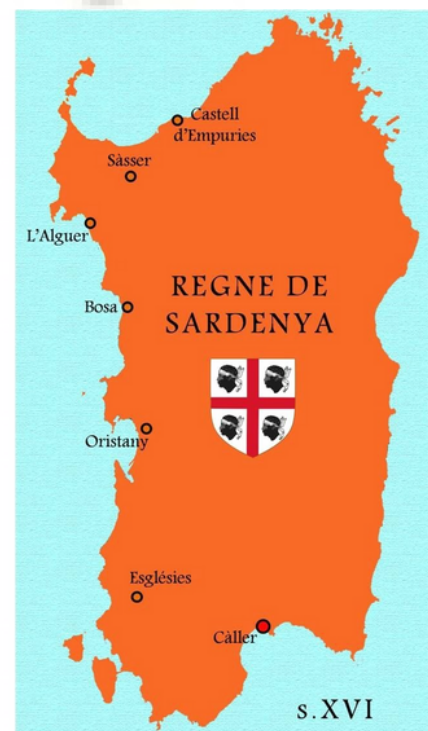 Castell
d'Empuries
Sàsser
L'Alguer
Bosa
REGNE DE
SARDENYA
Oristany
Esglésies
Càller
s.XVI